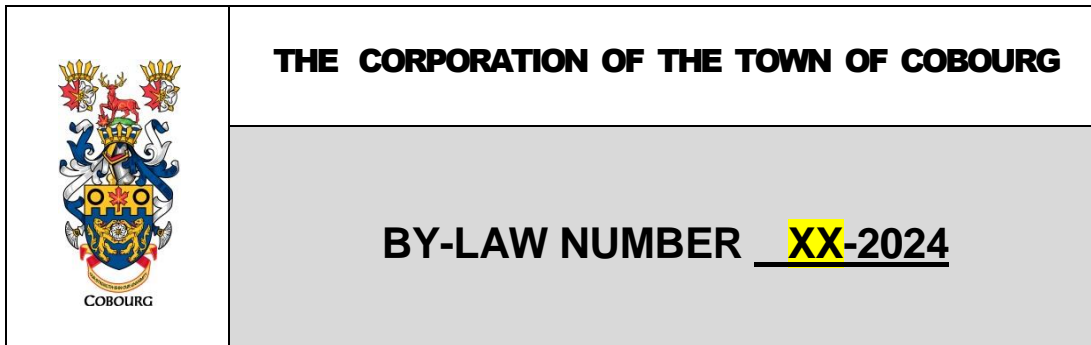 THE CORPORATION OF THE TOWN OF COBOURG
BY-LAW NUMBER XX-2024
COBOURG